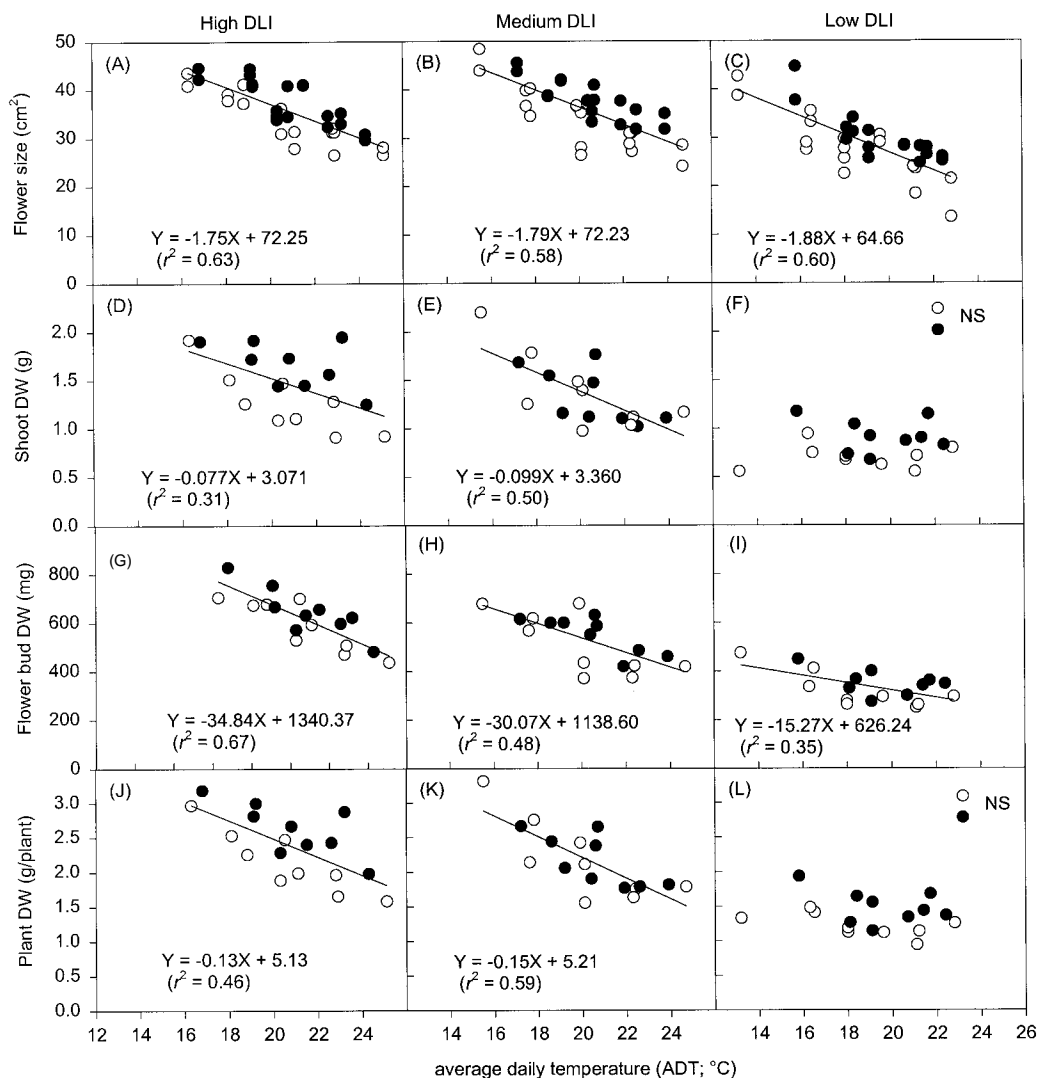 High DLI
Medium DLI
Low DLI
Flower size (cm²)
50
40
30
20
10
0
(A)
Y = -1.75X + 72.25
(r² = 0.63)
(B)
Y = -1.79X + 72.23
(r² = 0.58)
(C)
Y = -1.88X + 64.66
(r² = 0.60)
Shoot DW (g)
2.0
1.5
1.0
0.5
0.0
(D)
Y = -0.077X + 3.071
(r² = 0.31)
(E)
Y = -0.099X + 3.360
(r² = 0.50)
(F)
NS
Flower bud DW (mg)
800
600
400
200
0
(G)
Y = -34.84X + 1340.37
(r² = 0.67)
(H)
Y = -30.07X + 1138.60
(r² = 0.48)
(I)
Y = -15.27X + 626.24
(r² = 0.35)
Plant DW (g/plant)
3.0
2.5
2.0
1.5
1.0
0.5
0.0
(J)
Y = -0.13X + 5.13
(r² = 0.46)
(K)
Y = -0.15X + 5.21
(r² = 0.59)
(L)
NS
12 14 16 18 20 22 24
14 16 18 20 22 24
14 16 18 20 22 24 26
average daily temperature (ADT; °C)